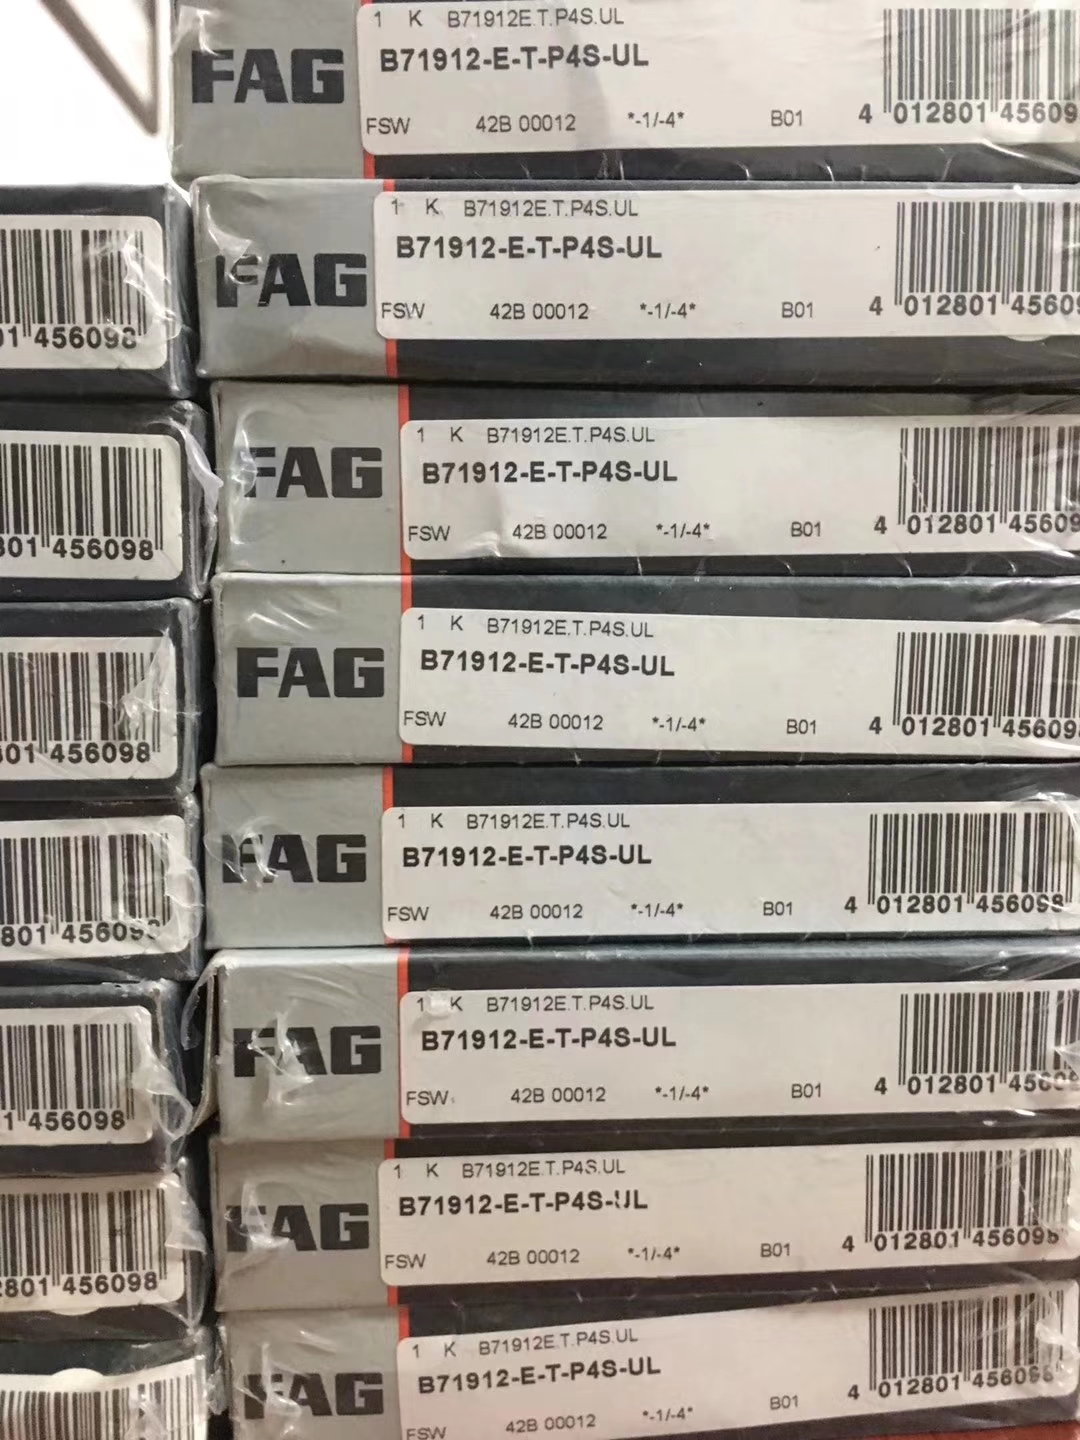 1 K B71912E.T.P4S.UL
FAG B71912-E-T-P4S-UL
FSW 42B 00012 *-1/-4* B01 4 012801 45609
1 K B71912E.T.P4S.UL
FAG B71912-E-T-P4S-UL
FSW 42B 00012 *-1/-4* B01 4 012801 45609
01 456098
1 K B71912E.T.P4S.UL
FAG B71912-E-T-P4S-UL
FSW 42B 00012 *-1/-4* B01 4 012801 45609
801 456098
1 K B71912E.T.P4S.UL
FAG B71912-E-T-P4S-UL
FSW 42B 00012 *-1/-4* B01 4 012801 45609
01 456098
1 K B71912E.T.P4S.UL
FAG B71912-E-T-P4S-UL
FSW 42B 00012 *-1/-4* B01 4 012801 456098
801 456098
1 K B71912E.T.P4S.UL
FAG B71912-E-T-P4S-UL
FSW 42B 00012 *-1/-4* B01 4 012801 456098
1 456098
1 K B71912E.T.P4S.UL
FAG B71912-E-T-P4S-UL
FSW 42B 00012 *-1/-4* B01 4 012801 456098
2801 456098
1 K B71912E.T.P4S.UL
FAG B71912-E-T-P4S-UL
FSW 42B 00012 *-1/-4* B01 4 012801 456098